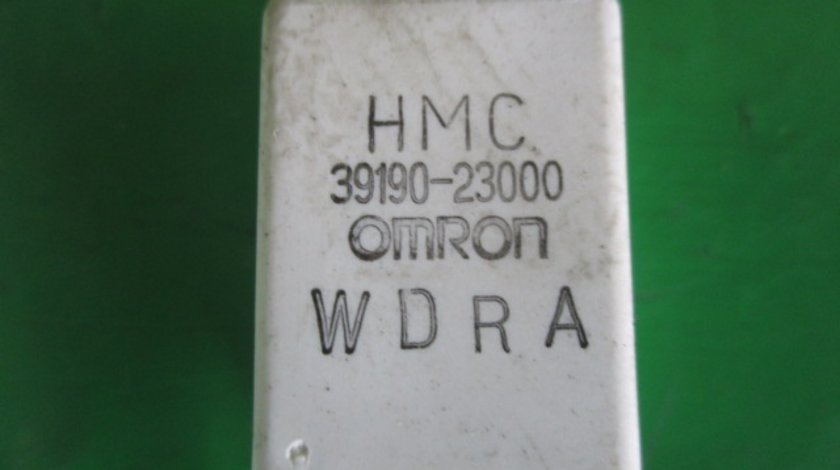 HMC
39190-23000
omRon
WDRA